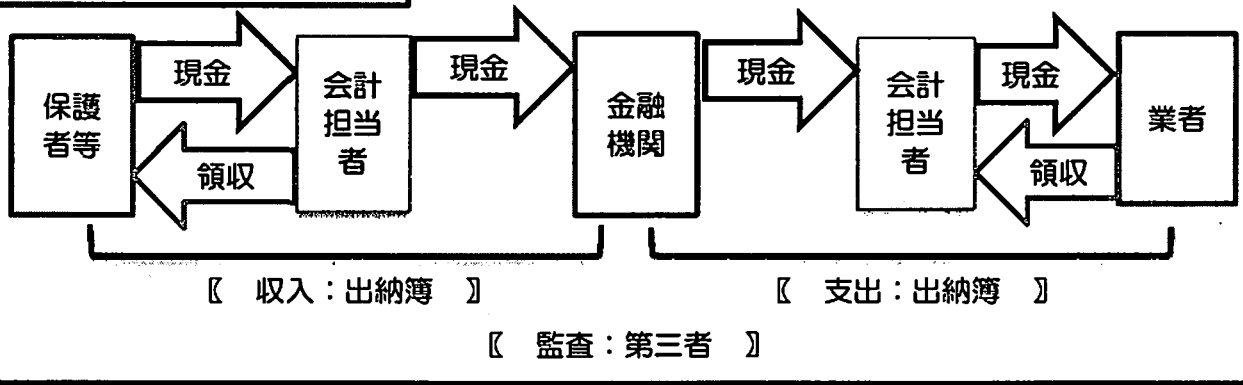 保護
者等
現金
領収
会計
担当
者
現金
金融
機関
現金
会計
担当
者
現金
領収
業者
〖 収入：出納簿 〗
〖 支出：出納簿 〗
〖 監査：第三者 〗